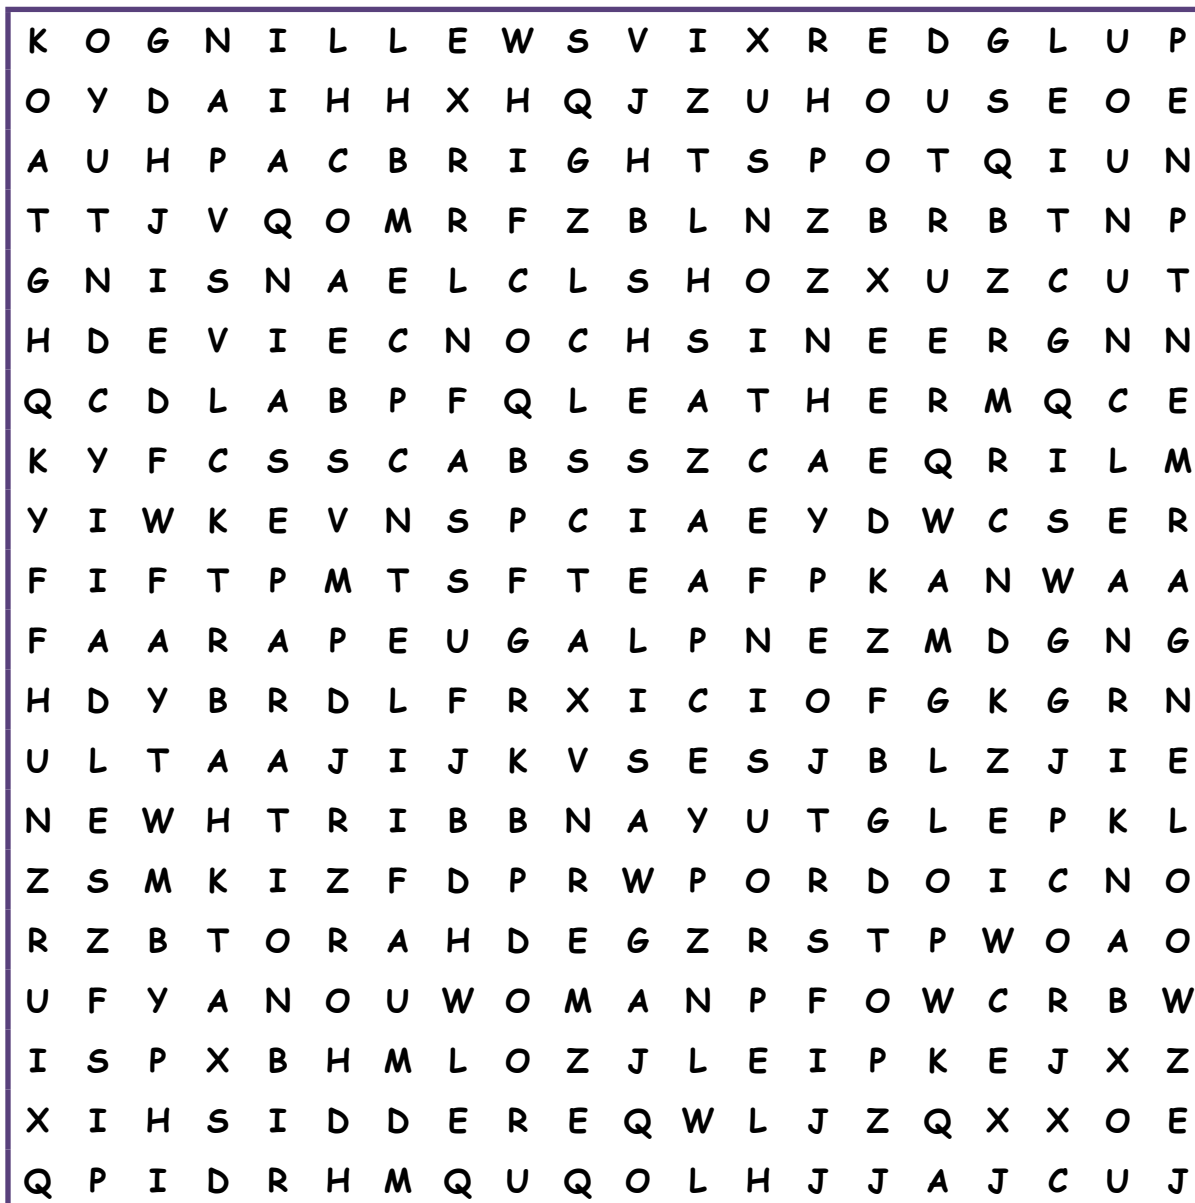 K O G N I L L E W S V I X R E D G L U P
O Y D A I H H X H Q J Z U H O U S E O E
A U H P A C B R I G H T S P O T Q I U N
T T J V Q O M R F Z B L N Z B R B T N P
G N I S N A E L C L S H O Z X U Z C U T
H D E V I E C N O C H S I N E E R G N N
Q C D L A B P F Q L E A T H E R M Q C E
K Y F C S S C A B S S Z C A E Q R I L M
Y I W K E V N S P C I A E Y D W C S E R
F I F T P M T S F T E A F P K A N W A A
F A A R A P E U G A L P N E Z M D G N G
H D Y B R D L F R X I C I O F G K G R N
U L T A A J I J K V S E S J B L Z J I E
N E W H T R I B B N A Y U T G L E P K L
Z S M K I Z F D P R W P O R D O I C N O
R Z B T O R A H D E G Z R S T P W O A O
U F Y A N O U W O M A N P F O W C R B W
I S P X B H M L O Z J L E I P K E J X Z
X I H S I D D E R E Q W L J Z Q X X O E
Q P I D R H M Q U Q O L H J J A J C U J